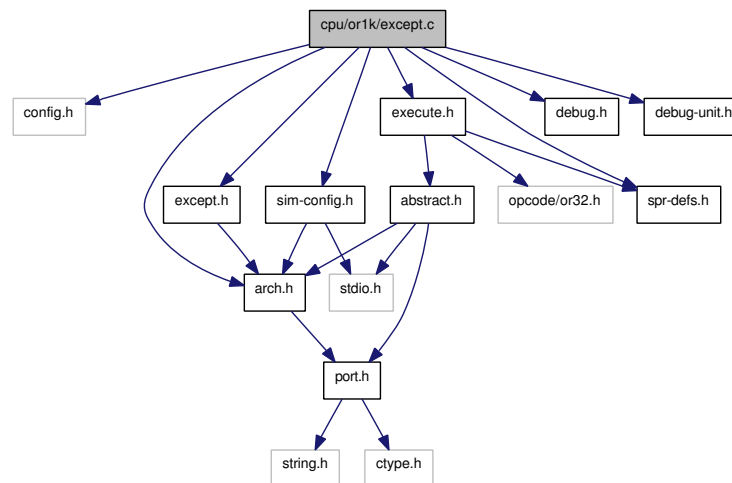 cpu/or1k/except.c
config.h
execute.h
debug.h
debug-unit.h
except.h
sim-config.h
abstract.h
opcode/or32.h
spr-defs.h
arch.h
stdio.h
port.h
string.h
ctype.h